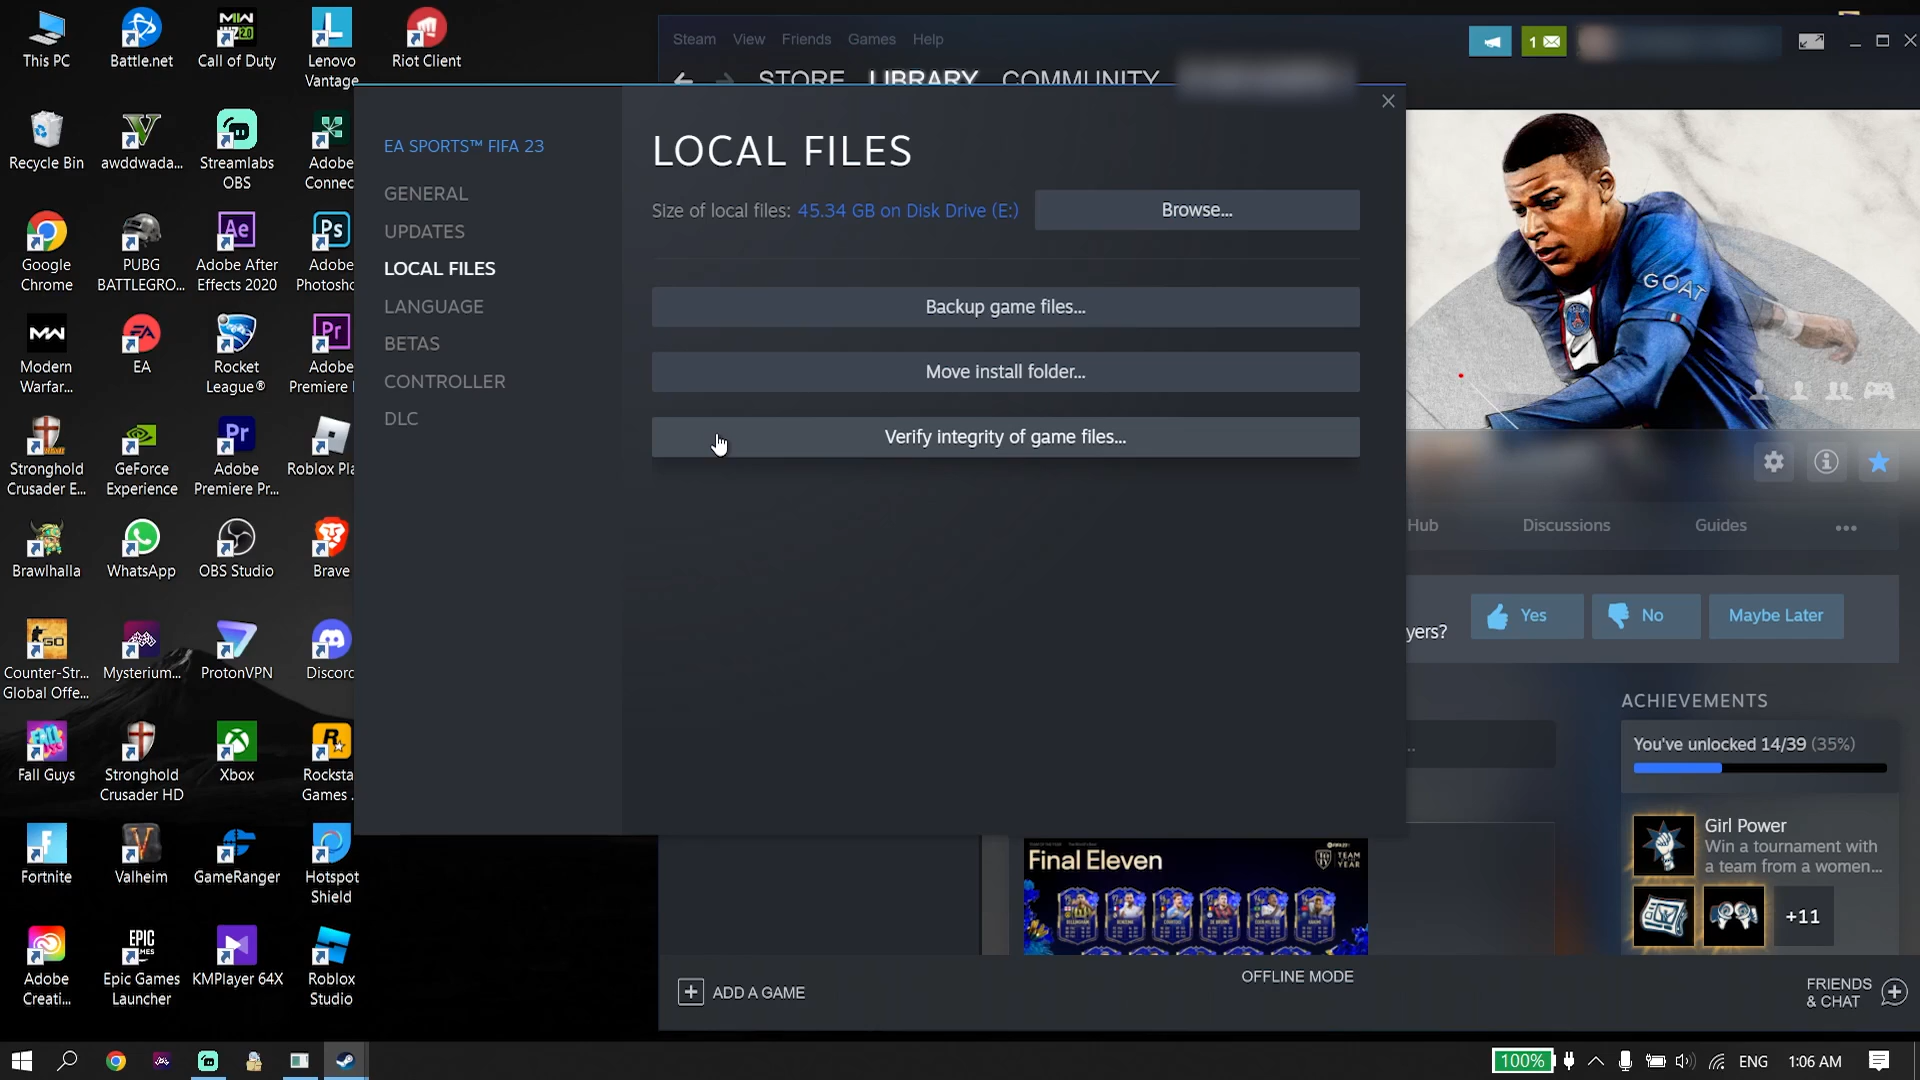 This PC
Battle.net
Call of Duty
Lenovo
Vantage
Riot Client
Recycle Bin
awddwada...
Streamlabs
OBS
Adobe
Connec
Google
Chrome
PUBG
BATTLEGRO...
Adobe After
Effects 2020
Adobe
Photosho
Modern
Warfar...
EA
Rocket
League®
Adobe
Premiere
Stronghold
Crusader E...
GeForce
Experience
Adobe
Premiere Pr...
Roblox Pla
Brawlhalla
WhatsApp
OBS Studio
Brave
Counter-Str...
Global Offe...
Mysterium...
ProtonVPN
Discord
Fall Guys
Stronghold
Crusader HD
Xbox
Rockstar
Games .
Fortnite
Valheim
GameRanger
Hotspot
Shield
Adobe
Creati...
Epic Games
Launcher
KMPlayer 64X
Roblox
Studio
Steam View Friends Games Help
1
STORE LIBRARY COMMUNITY
EA SPORTS™ FIFA 23
GENERAL
UPDATES
LOCAL FILES
LANGUAGE
BETAS
CONTROLLER
DLC
LOCAL FILES
Size of local files: 45.34 GB on Disk Drive (E:)
Browse...
Backup game files...
Move install folder...
Verify integrity of game files...
GOAT
Hub Discussions Guides ...
yers? Yes No Maybe Later
ACHIEVEMENTS
You've unlocked 14/39 (35%)
Girl Power
Win a tournament with
a team from a women...
+11
Final Eleven
TEAM
YEAR
ADD A GAME
OFFLINE MODE
FRIENDS
& CHAT
100% ENG 1:06 AM